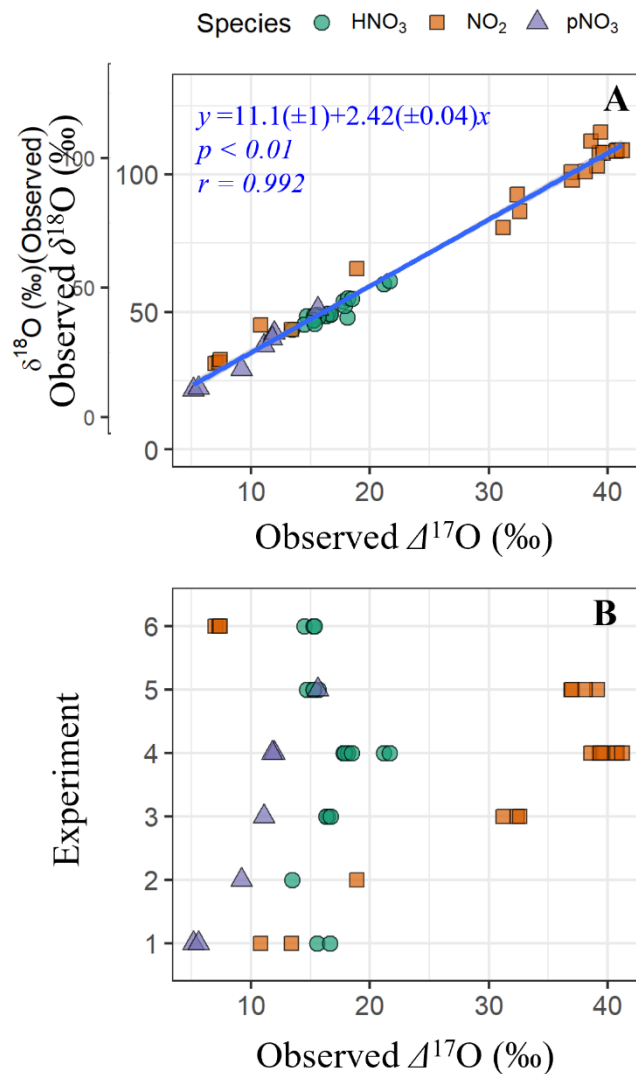 Species HNO₃ NO₂ pNO₃
A
y =11.1(±1)+2.42(±0.04)x
p < 0.01
r = 0.992
δ¹⁸O (‰)(Observed)
100
50
0
Observed δ¹⁸O (‰)
100
50
0
10 20 30 40
Observed Δ¹⁷O (‰)
B
Experiment
6
5
4
3
2
1
10 20 30 40
Observed Δ¹⁷O (‰)